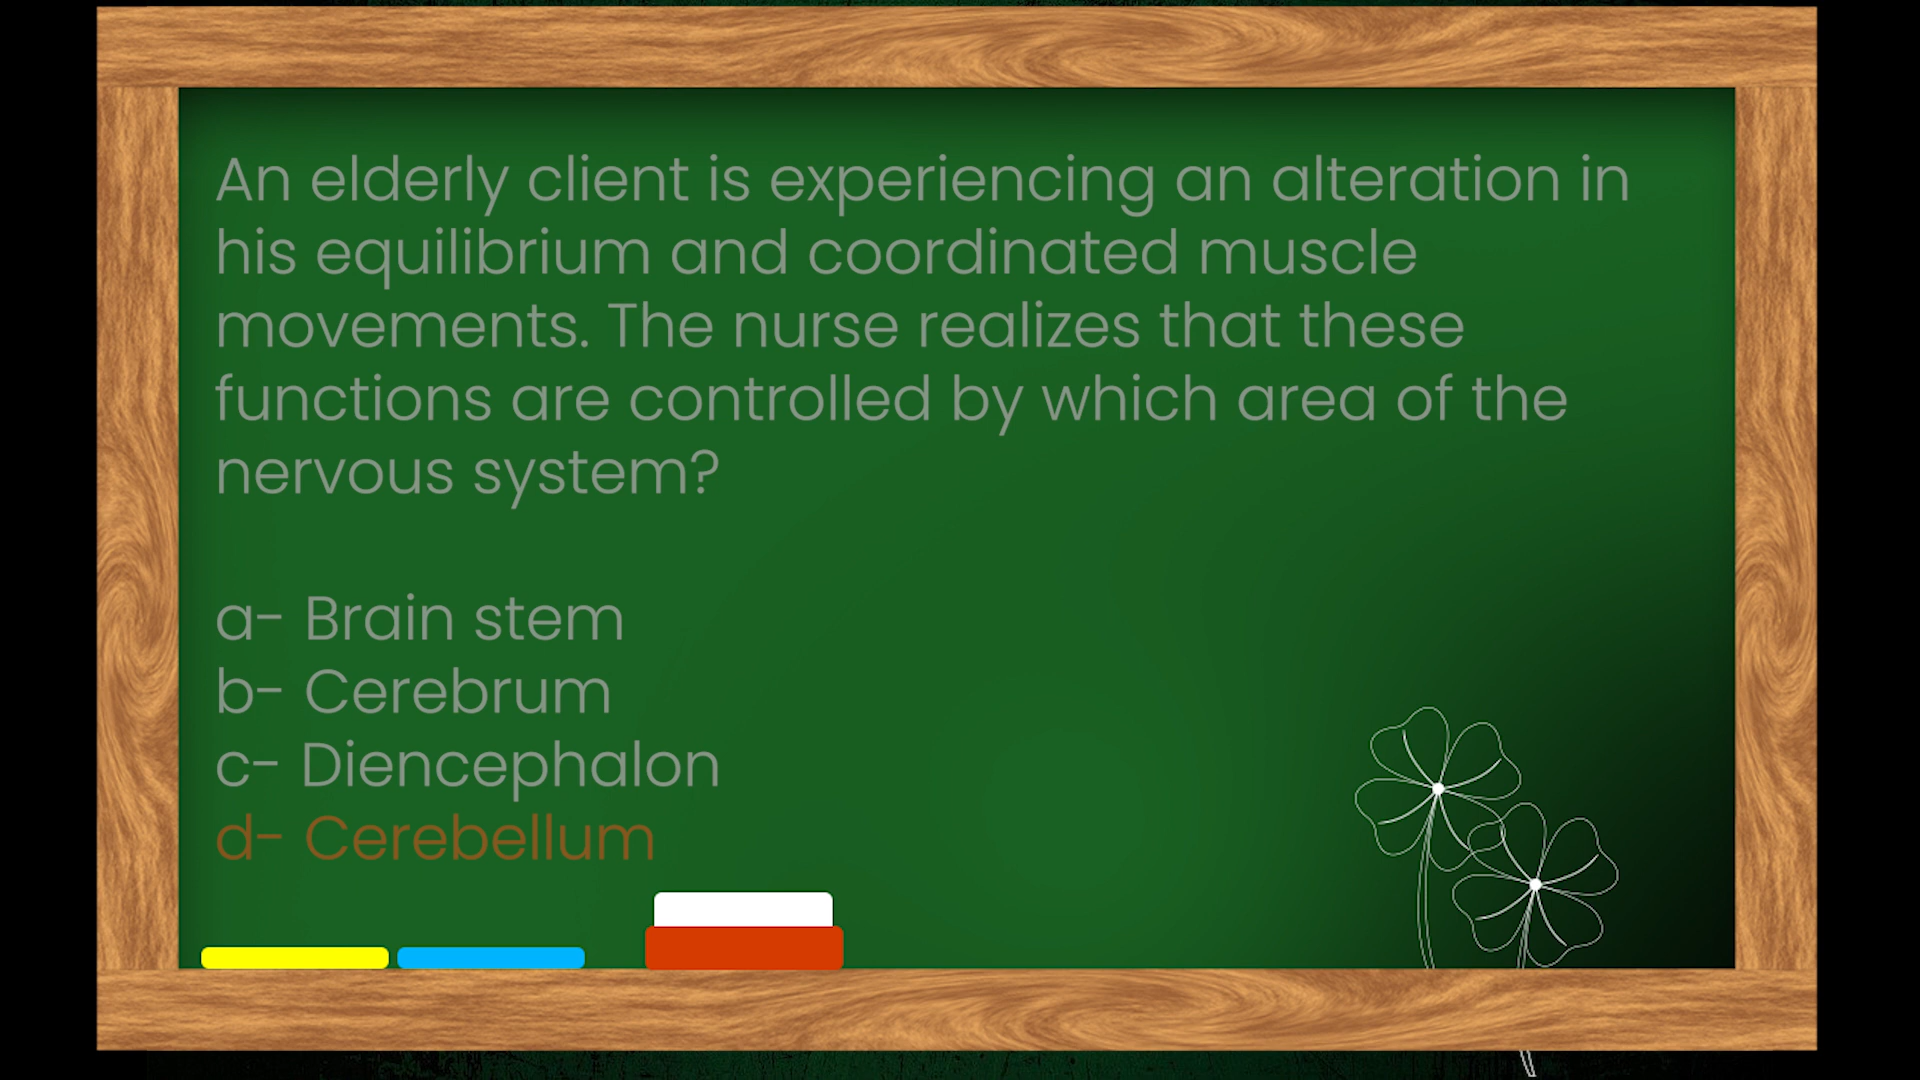 An elderly client is experiencing an alteration in
his equilibrium and coordinated muscle
movements. The nurse realizes that these
functions are controlled by which area of the
nervous system?
a- Brain stem
b- Cerebrum
c- Diencephalon
d- Cerebellum